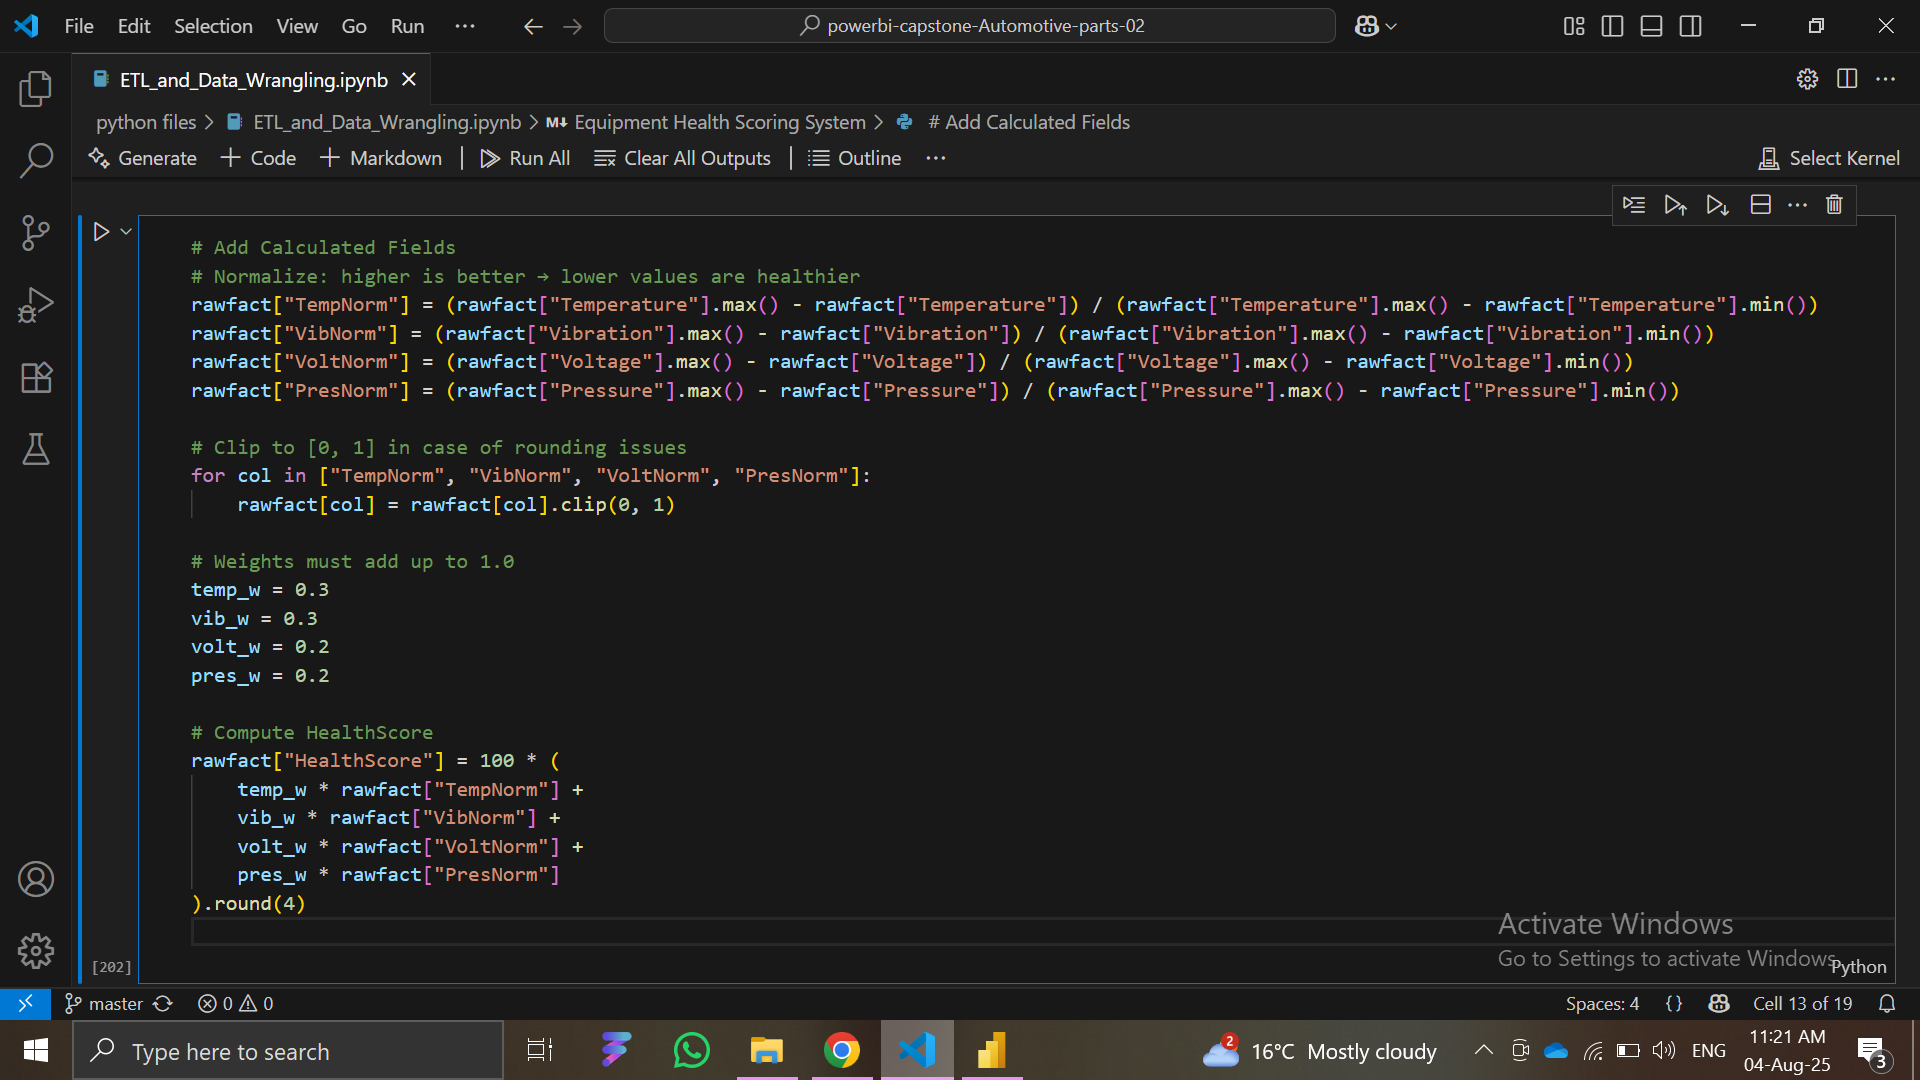 File Edit Selection View Go Run ··· powerbi-capstone-Automotive-parts-02
ETL_and_Data_Wrangling.ipynb
python files > ETL_and_Data_Wrangling.ipynb > M↓ Equipment Health Scoring System > # Add Calculated Fields
Generate + Code + Markdown | Run All Clear All Outputs | Outline ··· Select Kernel
# Add Calculated Fields
# Normalize: higher is better → lower values are healthier
rawfact["TempNorm"] = (rawfact["Temperature"].max() - rawfact["Temperature"]) / (rawfact["Temperature"].max() - rawfact["Temperature"].min())
rawfact["VibNorm"] = (rawfact["Vibration"].max() - rawfact["Vibration"]) / (rawfact["Vibration"].max() - rawfact["Vibration"].min())
rawfact["VoltNorm"] = (rawfact["Voltage"].max() - rawfact["Voltage"]) / (rawfact["Voltage"].max() - rawfact["Voltage"].min())
rawfact["PresNorm"] = (rawfact["Pressure"].max() - rawfact["Pressure"]) / (rawfact["Pressure"].max() - rawfact["Pressure"].min())
# Clip to [0, 1] in case of rounding issues
for col in ["TempNorm", "VibNorm", "VoltNorm", "PresNorm"]:
    rawfact[col] = rawfact[col].clip(0, 1)
# Weights must add up to 1.0
temp_w = 0.3
vib_w = 0.3
volt_w = 0.2
pres_w = 0.2
# Compute HealthScore
rawfact["HealthScore"] = 100 * (
    temp_w * rawfact["TempNorm"] +
    vib_w * rawfact["VibNorm"] +
    volt_w * rawfact["VoltNorm"] +
    pres_w * rawfact["PresNorm"]
).round(4)
Activate Windows
Go to Settings to activate Windows.
[202] Python
master 0 0 Spaces: 4 {} Cell 13 of 19
Type here to search 2 16°C Mostly cloudy ENG 11:21 AM
04-Aug-25 3